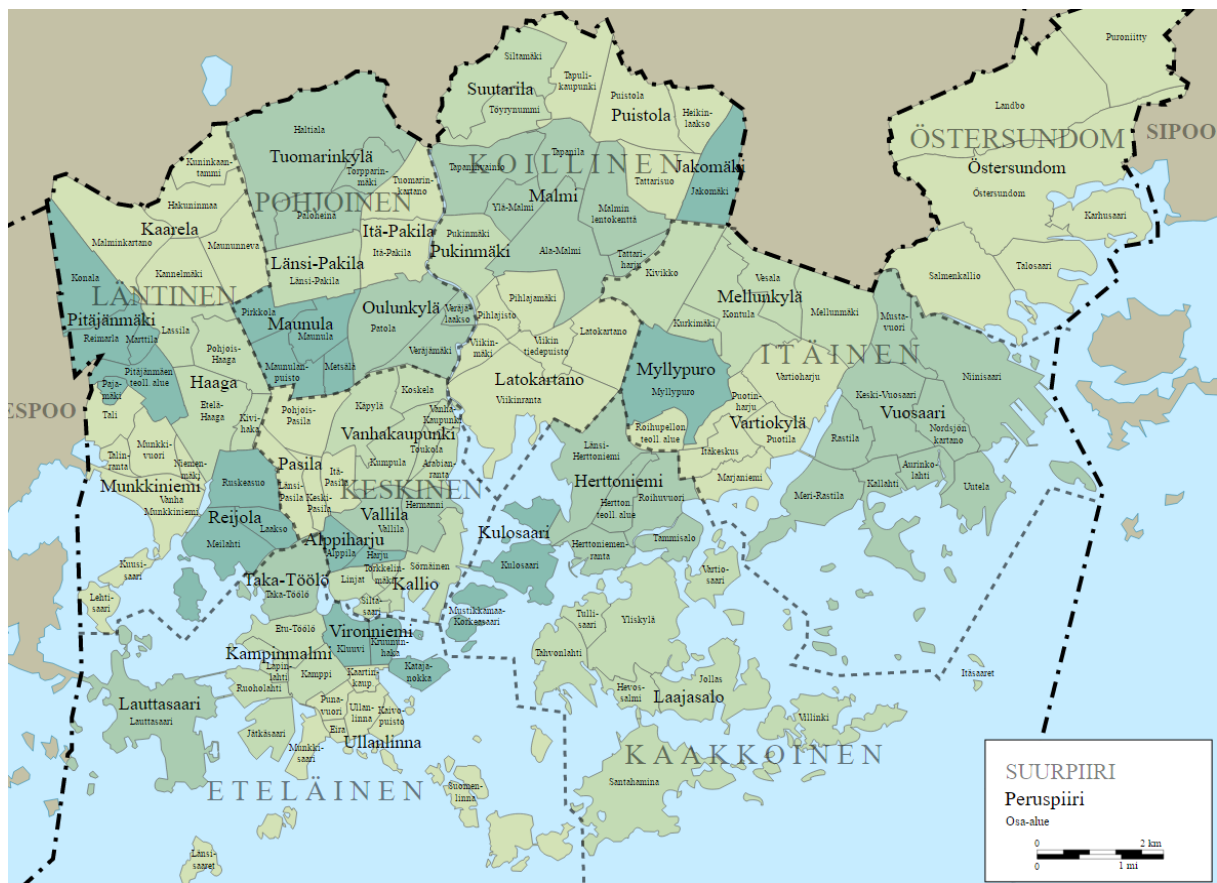 Puroniitty
Siltamäki
Tapuli-
kaupunki
Suutarila
Puistola
Heikin-
laakso
Landbo
Töyrynummi
Puistola
Haltiala
ÖSTERSUNDOM
SIPOO
Tuomarinkylä
Tapanila
KOILLINEN
Jakomäki
Östersundom
Kuninkaan-
tammi
Torpparin-
mäki
Tuomarin-
kartano
Tapaninvainio
Tattarisuo
Jakomäki
Östersundom
POHJOINEN
Malmi
Ylä-Malmi
Malmin
lentokenttä
Karhusaari
Hakuninmaa
Kaarela
Paloheinä
Itä-Pakila
Pukinmäki
Malminkartano
Maununneva
Itä-Pakila
Pukinmäki
Ala-Malmi
Tattari-
harju
Länsi-Pakila
Länsi-Pakila
Konala
Kannelmäki
Kivikko
Vesala
Salmenkallio
Talosaari
LÄNTINEN
Mellunkylä
Pitäjänmäki
Pirkkola
Oulunkylä
Veräjä-
laakso
Pihlajamäki
Kontula
Mellunmäki
Musta-
vuori
Lassila
Maunula
Maunula
Patola
Pihlajisto
Latokartano
Kurkimäki
Reimarla
Marttila
Pohjois-
Haaga
Veräjämäki
Viikin-
mäki
Viikin
tiedepuisto
ITÄINEN
Pitäjänmäen
teoll. alue
Maunulan-
puisto
Metsälä
Myllypuro
Myllypuro
Vartioharju
Niinisaari
Paja-
mäki
Haaga
Latokartano
Viikinranta
Puotin-
harju
Keski-Vuosaari
ESPOO
Tali
Etelä-
Haaga
Kivi-
haka
Pohjois-
Pasila
Käpylä
Koskela
Vanha-
Kaupunki
Vartiokylä
Vuosaari
Nordsjön
kartano
Roihupellon
teoll. alue
Puotila
Rastila
Munkki-
vuori
Vanhakaupunki
Toukola
Länsi-
Herttoniemi
Itäkeskus
Talin-
ranta
Niemen-
mäki
Pasila
Itä-
Pasila
Kumpula
Arabian-
ranta
Aurinko-
lahti
Munkkiniemi
Vanha
Munkkiniemi
Ruskeasuo
Länsi-
Pasila
Keski-
Pasila
KESKINEN
Hermanni
Herttoniemi
Roihuvuori
Marjaniemi
Kallahti
Uutela
Meri-Rastila
Hertton
teoll. alue
Reijola
Laakso
Vallila
Vallila
Meilahti
Alppiharju
Alppila
Harju
Kulosaari
Herttoniemen-
ranta
Tammisalo
Kuusi-
saari
Taka-Töölö
Taka-Töölö
Torkkelin-
mäki
Sörnäinen
Kulosaari
Linjat
Kallio
Vartio-
saari
Lehti-
saari
Silta-
saari
Mustikkamaa-
Korkeasaari
Tulli-
saari
Yliskylä
Etu-Töölö
Vironniemi
Kluuvi
Kruunun-
haka
Kampinmalmi
Lapin-
lahti
Kamppi
Kaartin-
kaup
Kataja-
nokka
Tahvonlahti
Itäsaaret
Ruoholahti
Jollas
Lauttasaari
Lauttasaari
Puna-
vuori
Ullan-
linna
Kaivo-
puisto
Hevos-
salmi
Laajasalo
Villinki
Jätkäsaari
Eira
Ullanlinna
Munkki-
saari
KAAKKOINEN
ETELÄINEN
Suomen-
linna
Santahamina
Länsi-
saaret
SUURPIIRI
Peruspiiri
Osa-alue
0 2 km
0 1 mi